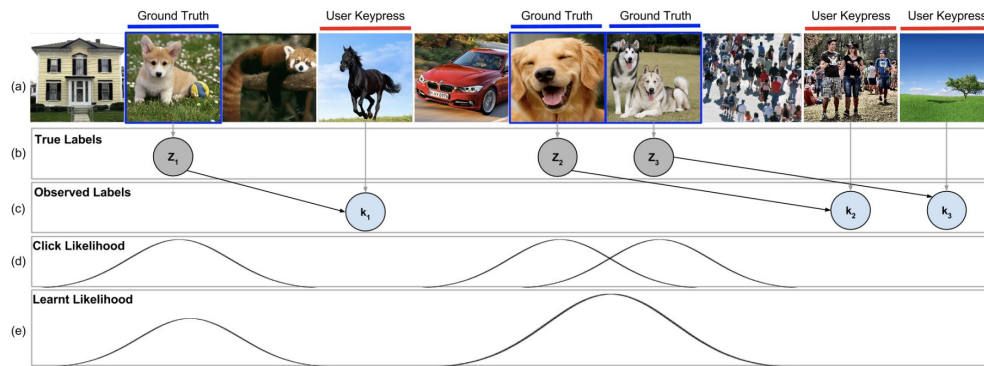 Ground Truth User Keypress Ground Truth Ground Truth User Keypress User Keypress
(a)
(b) True Labels
Z1 Z2 Z3
(c) Observed Labels
k1 k2 k3
(d) Click Likelihood
(e) Learnt Likelihood